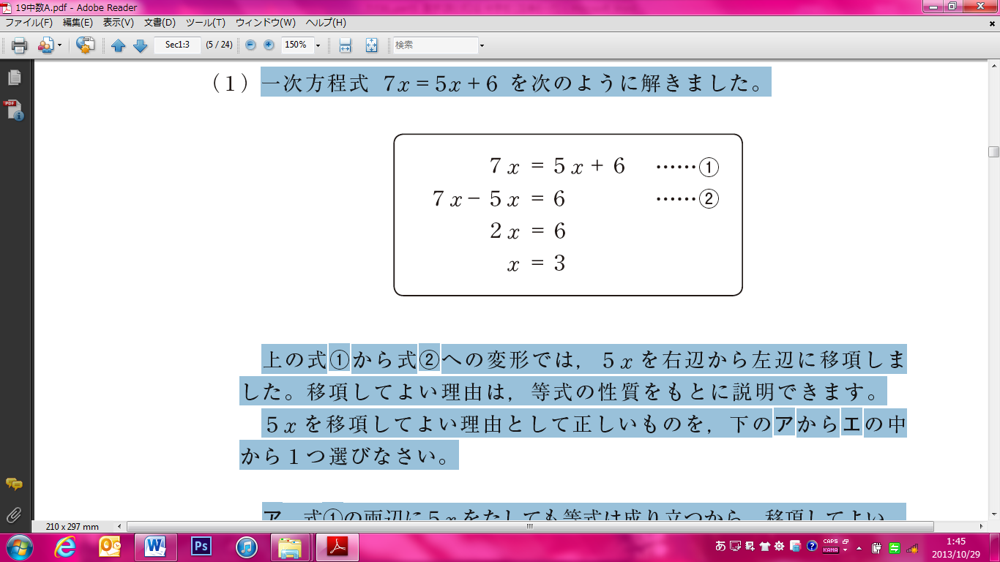 19中数A.pdf - Adobe Reader
ファイル(F) 編集(E) 表示(V) 文書(D) ツール(T) ウィンドウ(W) ヘルプ(H)
Sec1:3 (5 / 24) 150% 検索
(1) 一次方程式 7x=5x+6 を次のように解きました。
7x = 5x + 6 ……①
7x - 5x = 6 ……②
2x = 6
x = 3
上の式①から式②への変形では，5xを右辺から左辺に移項しま
した。移項してよい理由は，等式の性質をもとに説明できます。
5xを移項してよい理由として正しいものを，下のアからエの中
から1つ選びなさい。
ア 式①の両辺に5xをたしても等式は成り立つから，移項してよい。
210 x 297 mm
あ CAPS KANA 1:45
2013/10/29